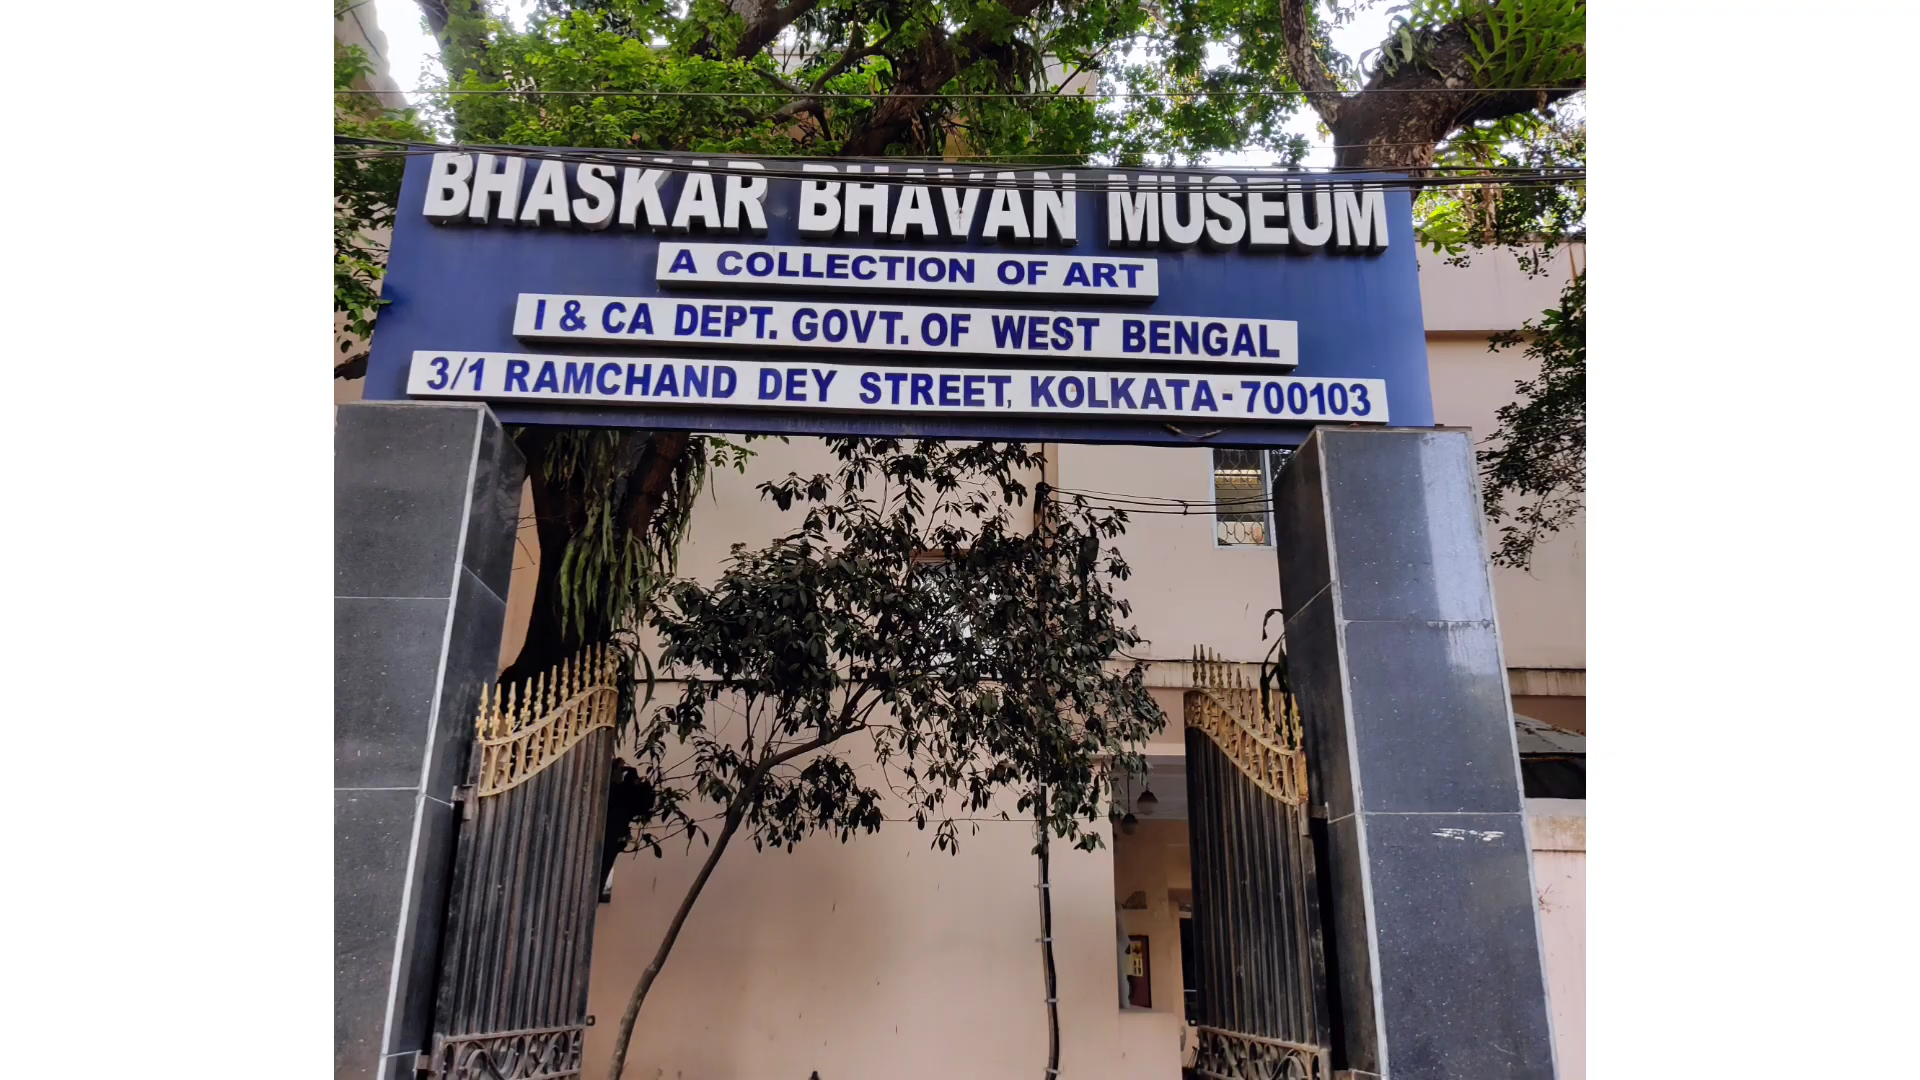 BHASKAR BHAVAN MUSEUM
A COLLECTION OF ART
I & CA DEPT. GOVT. OF WEST BENGAL
3/1 RAMCHAND DEY STREET, KOLKATA-700103